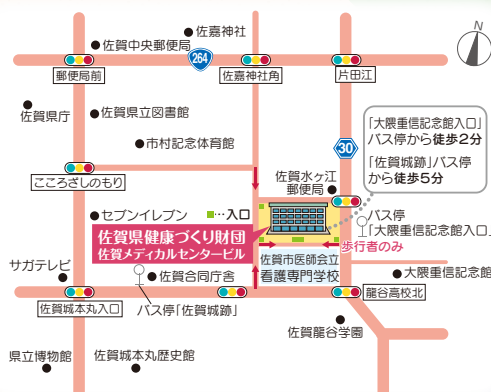 佐嘉神社
佐賀中央郵便局
264
N
郵便局前
佐嘉神社角
片田江
佐賀県庁
佐賀県立図書館
市村記念体育館
30
「大隈重信記念館入口」
バス停から徒歩2分
「佐賀城跡」バス停
から徒歩5分
こころざしのもり
佐賀水ヶ江
郵便局
セブンイレブン
…入口
バス停
「大隈重信記念館入口」
佐賀県健康づくり財団
佐賀メディカルセンタービル
歩行者のみ
サガテレビ
佐賀合同庁舎
佐賀市医師会立
看護専門学校
大隈重信記念館
佐賀城本丸入口
バス停「佐賀城跡」
龍谷高校北
佐賀龍谷学園
県立博物館
佐賀城本丸歴史館